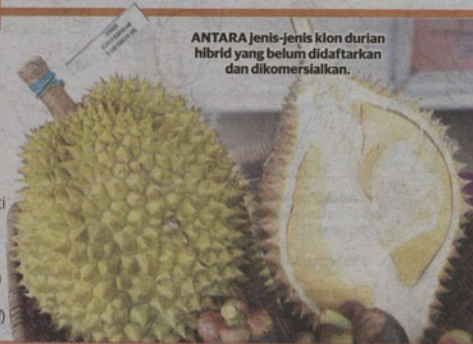 ANTARA jenis-jenis klon durian
hibrid yang belum didaftarkan
dan dikomersialkan.